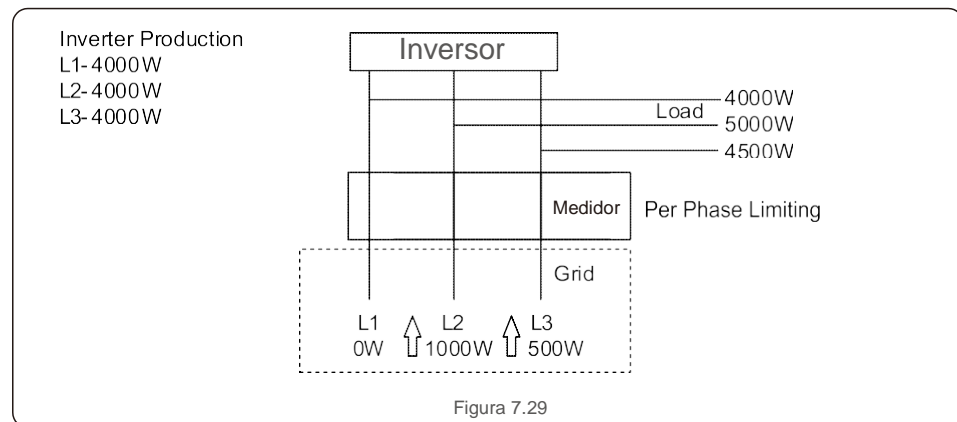 Inverter Production
L1-4000W
L2-4000W
L3-4000W
Inversor
4000W
Load
5000W
4500W
Medidor
Per Phase Limiting
Grid
L1 L2 L3
0W 1000W 500W
Figura 7.29